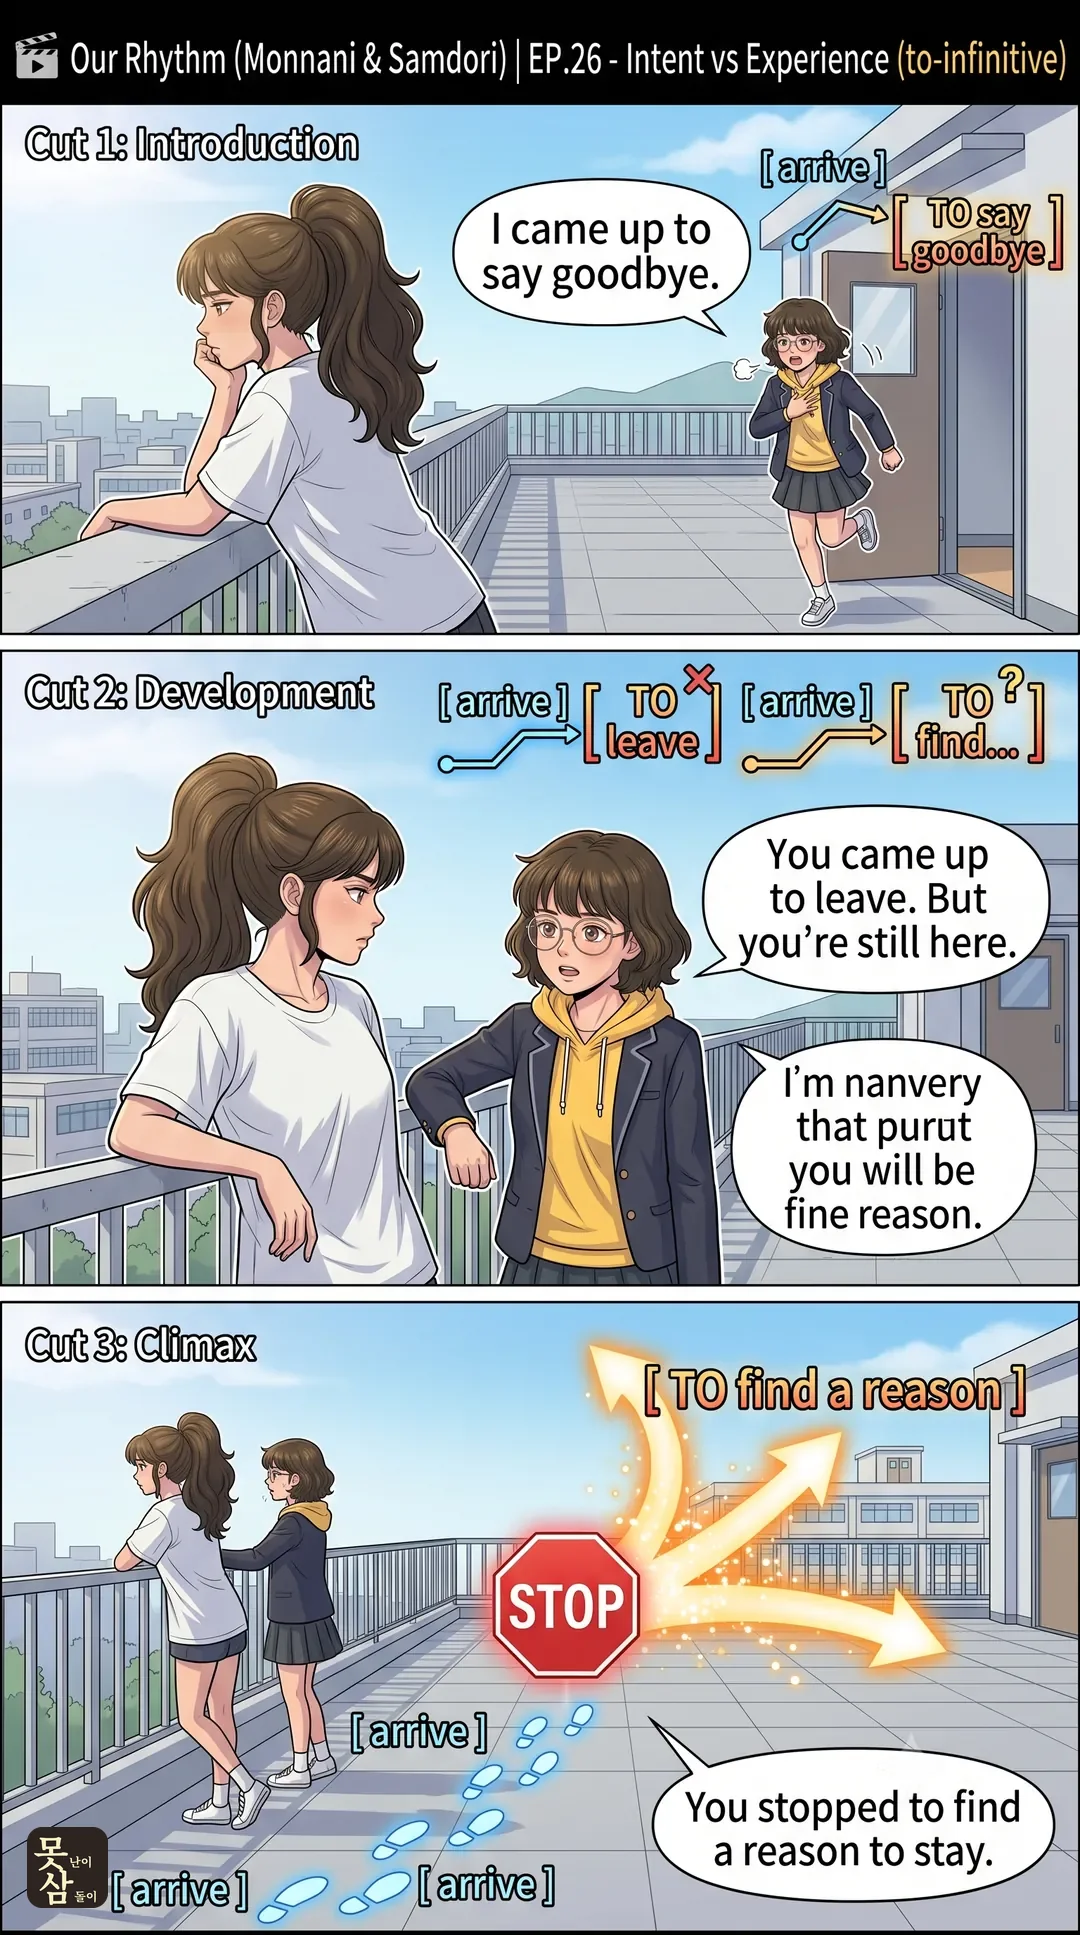 Our Rhythm (Monnani & Samdori) | EP.26 - Intent vs Experience (to-infinitive)
Cut 1: Introduction
I came up to
say goodbye.
[ arrive ]
[ TO say
goodbye ]
Cut 2: Development
[ arrive ]
[ TO
leave ]
[ arrive ]
[ TO ?
find... ]
You came up
to leave. But
you're still here.
I'm nanvery
that purut
you will be
fine reason.
Cut 3: Climax
[ TO find a reason ]
STOP
[ arrive ]
You stopped to find
a reason to stay.
[ arrive ]
[ arrive ]
못난이
삼돌이